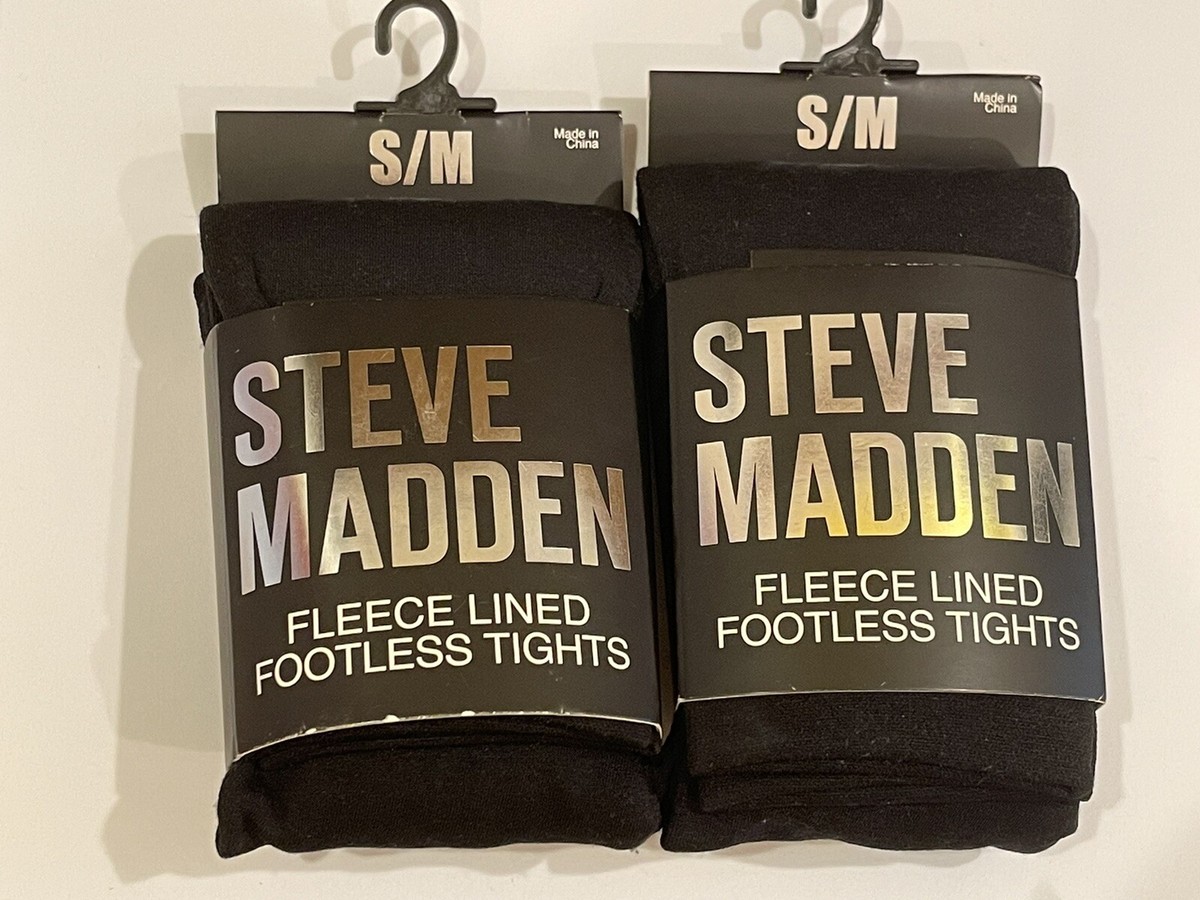 S/M
Made in
China
STEVE
MADDEN
FLEECE LINED
FOOTLESS TIGHTS
S/M
Made in
China
STEVE
MADDEN
FLEECE LINED
FOOTLESS TIGHTS